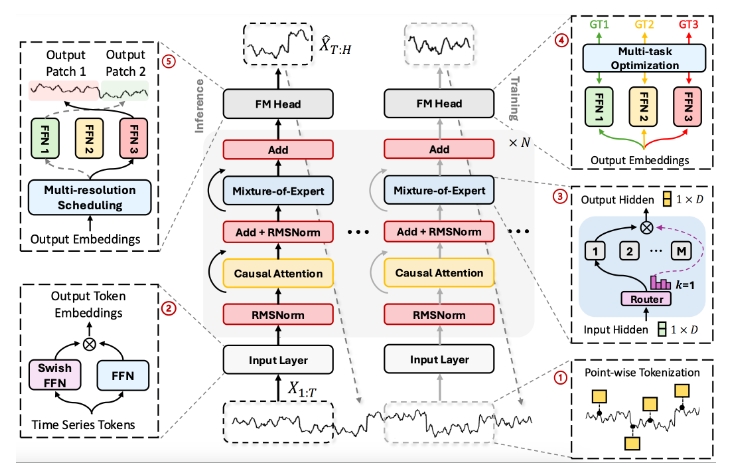 ⑤
Output
Patch 1
Output
Patch 2
FFN 1
FFN 2
FFN 3
Multi-resolution
Scheduling
Output Embeddings
②
Output Token
Embeddings
⊗
Swish
FFN
FFN
Time Series Tokens
Inference
X̂_{T:H}
FM Head
Add
Mixture-of-Expert
Add + RMSNorm
Causal Attention
RMSNorm
Input Layer
X_{1:T}
Training
FM Head
× N
Add
Mixture-of-Expert
Add + RMSNorm
Causal Attention
RMSNorm
Input Layer
•••
•••
④
GT1 GT2 GT3
Multi-task
Optimization
FFN 1
FFN 2
FFN 3
Output Embeddings
③
Output Hidden 1 × D
⊗
1 2 ··· M
k=1
Router
Input Hidden 1 × D
①
Point-wise Tokenization